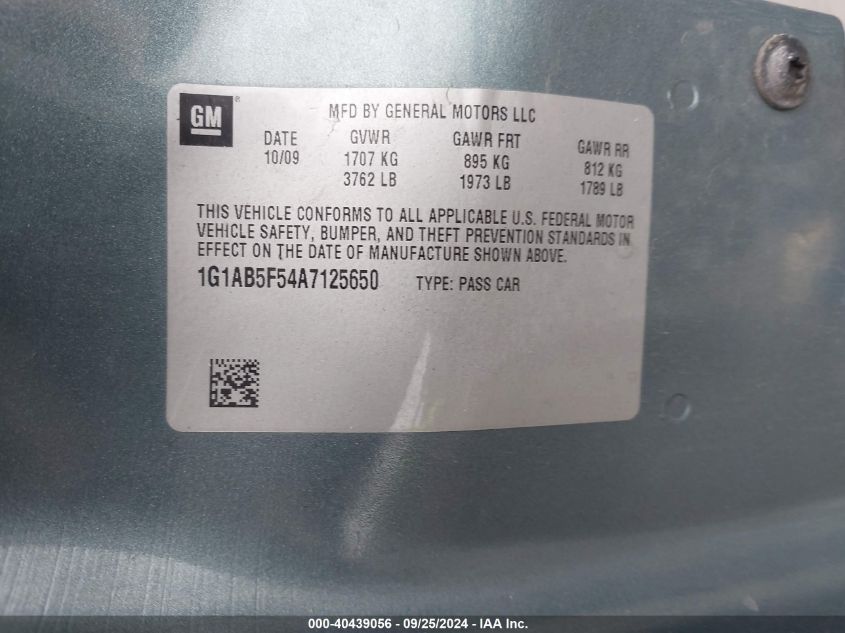 GM ®
MFD BY GENERAL MOTORS LLC
DATE GVWR GAWR FRT GAWR RR
10/09 1707 KG 895 KG 812 KG
3762 LB 1973 LB 1789 LB
THIS VEHICLE CONFORMS TO ALL APPLICABLE U.S. FEDERAL MOTOR
VEHICLE SAFETY, BUMPER, AND THEFT PREVENTION STANDARDS IN
EFFECT ON THE DATE OF MANUFACTURE SHOWN ABOVE.
1G1AB5F54A7125650 TYPE: PASS CAR
000-40439056 - 09/25/2024 - IAA Inc.